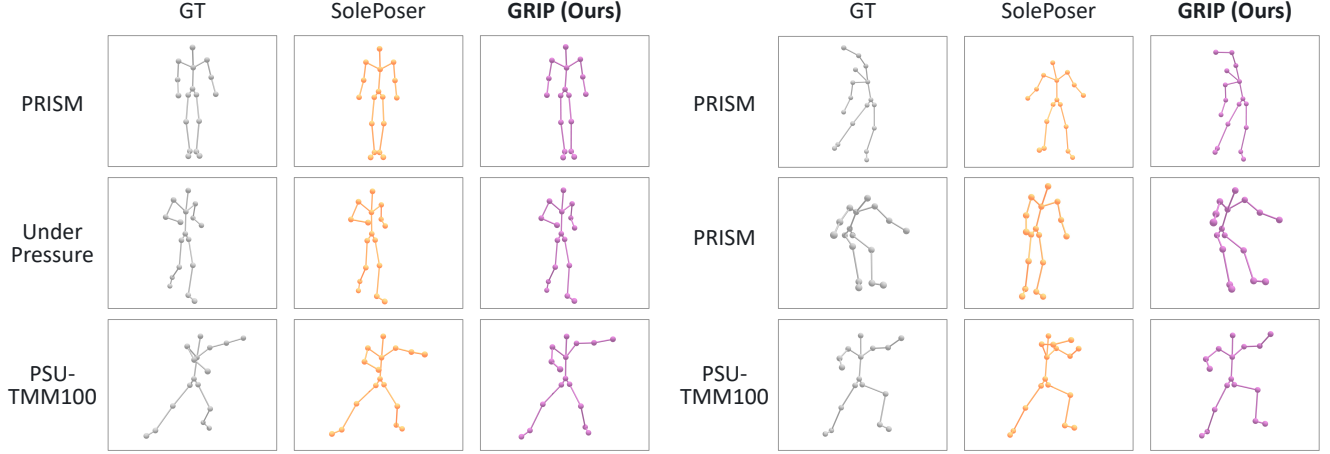 GT SolePoser GRIP (Ours) GT SolePoser GRIP (Ours)
PRISM PRISM
Under
Pressure
PRISM
PSU-
TMM100
PSU-
TMM100